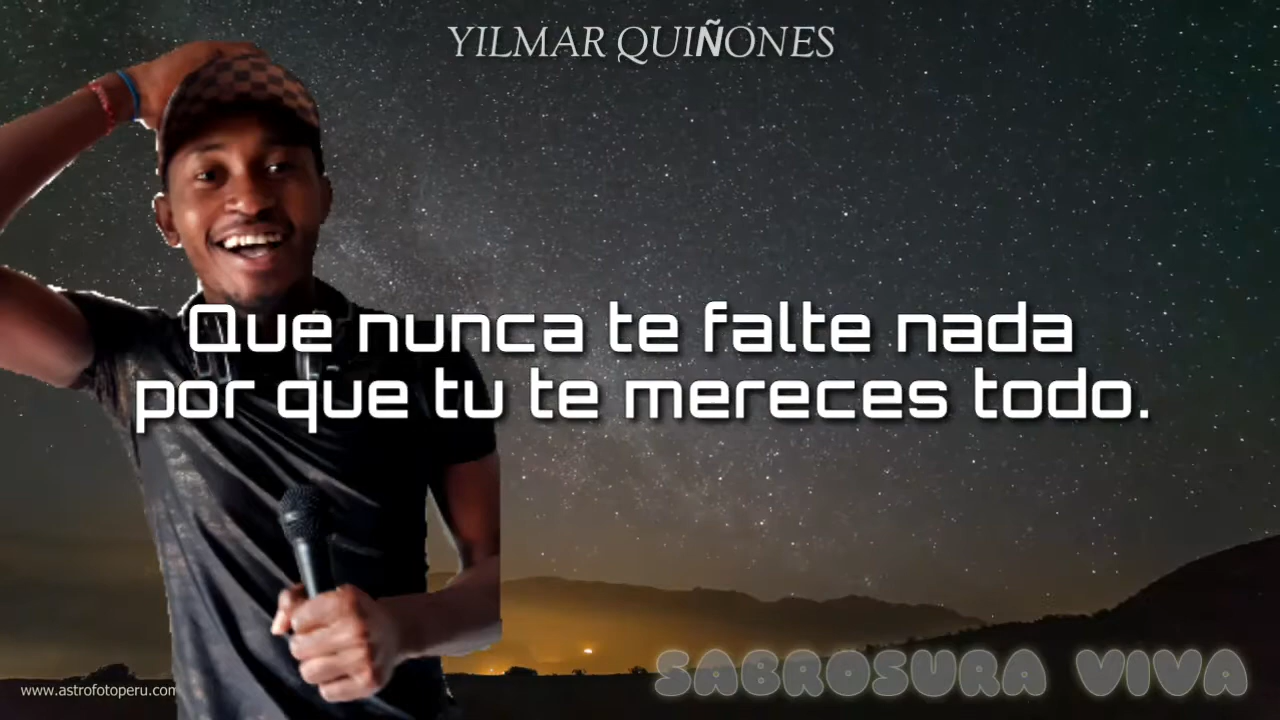 YILMAR QUIÑONES
Que nunca te falte nada
por que tu te mereces todo.
SABROSURA VIVA
www.astrofotoperu.com